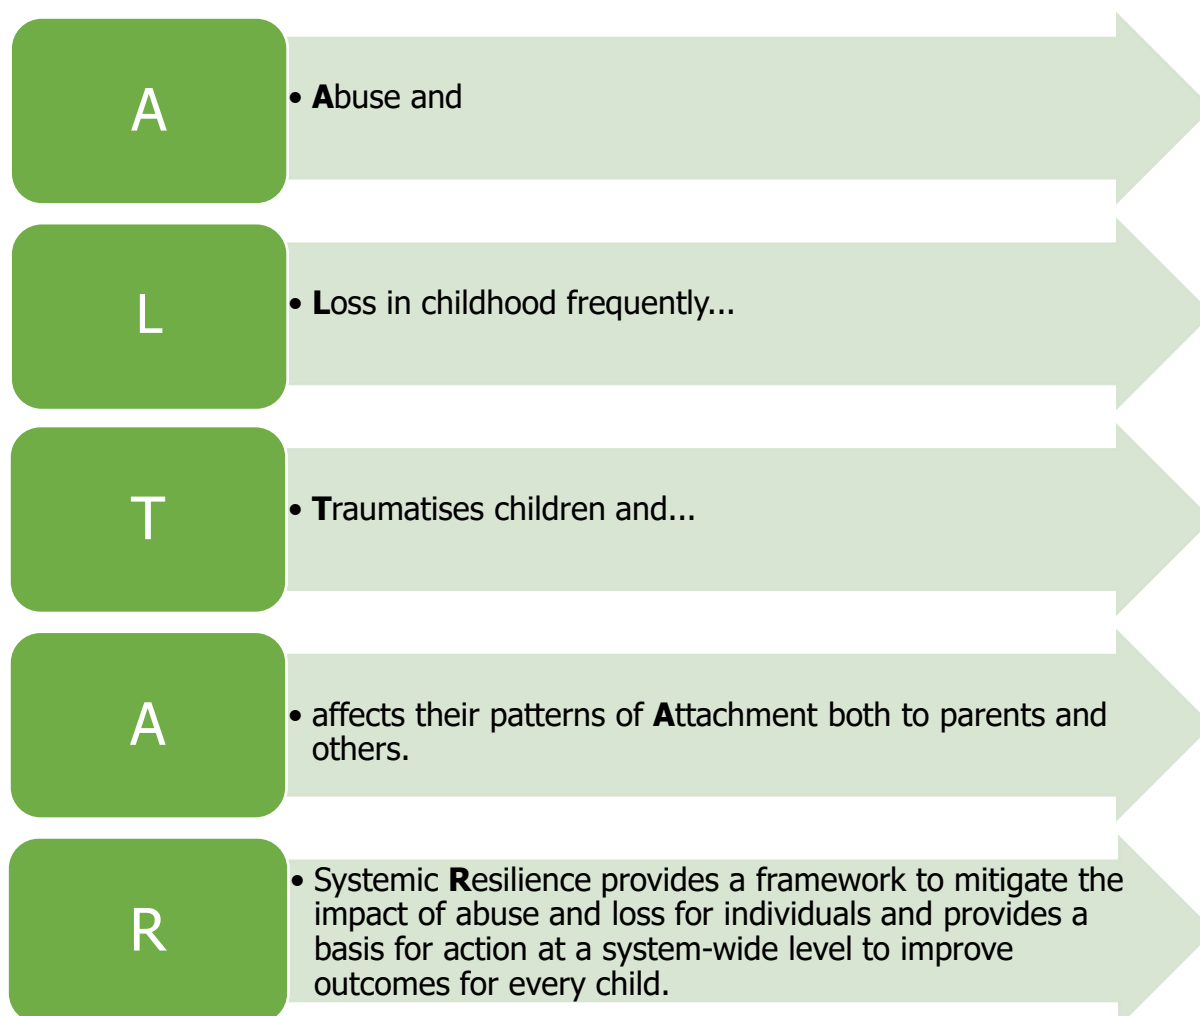 A
• Abuse and
L
• Loss in childhood frequently...
T
• Traumatises children and...
A
• affects their patterns of Attachment both to parents and
others.
R
• Systemic Resilience provides a framework to mitigate the
impact of abuse and loss for individuals and provides a
basis for action at a system-wide level to improve
outcomes for every child.